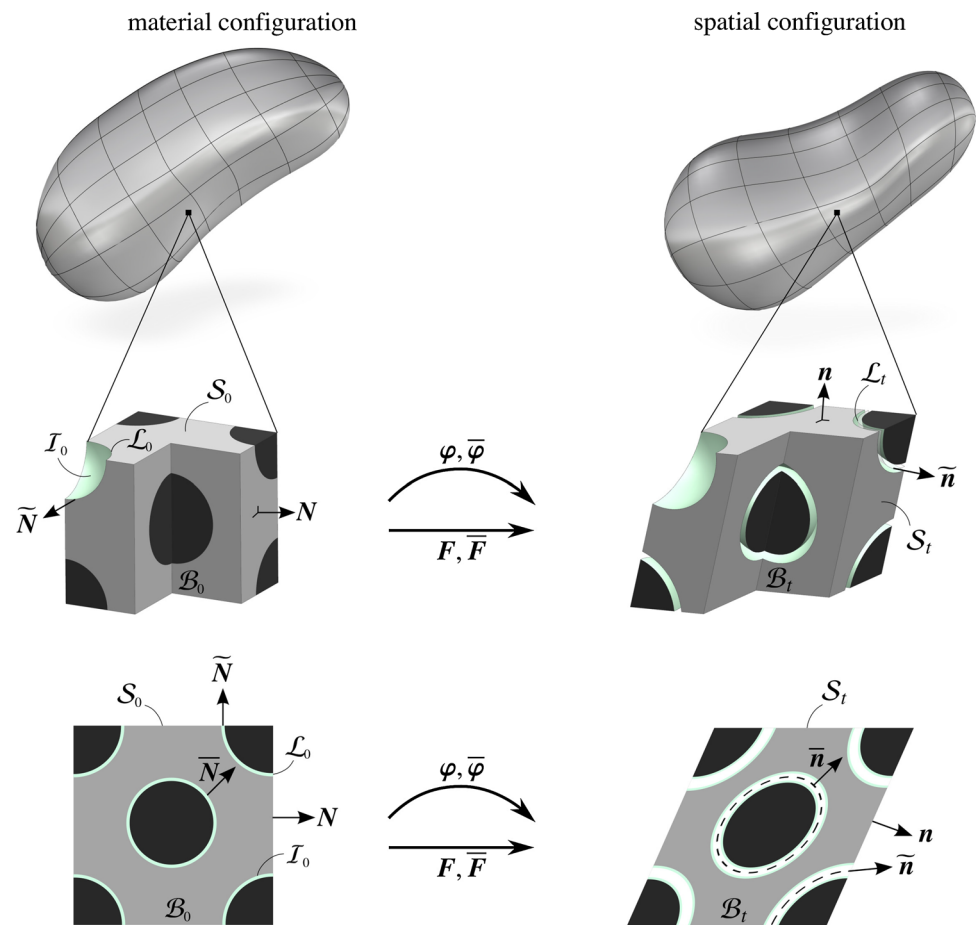 material configuration
spatial configuration
𝒮₀
n
ℒₜ
ℐ₀
ℒ₀
φ, φ̅
Ñ
N
ñ
F, F̅
𝒮ₜ
ℬ₀
ℬₜ
Ñ
𝒮₀
𝒮ₜ
ℒ₀
N̅
n̅
φ, φ̅
N
n
F, F̅
ñ
ℐ₀
ℬ₀
ℬₜ